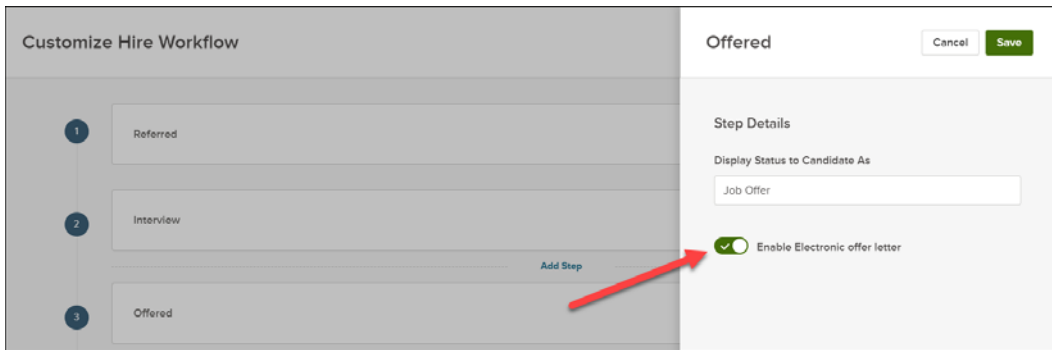 Customize Hire Workflow
1
Referred
2
Interview
Add Step
3
Offered
Offered
Cancel
Save
Step Details
Display Status to Candidate As
Job Offer
Enable Electronic offer letter